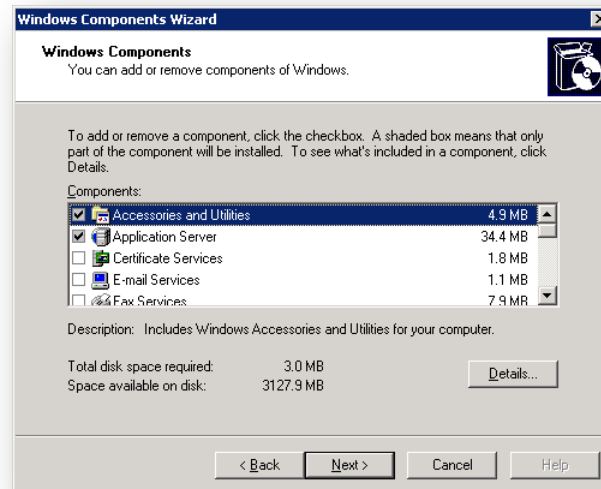 Windows Components Wizard
Windows Components
You can add or remove components of Windows.
To add or remove a component, click the checkbox. A shaded box means that only
part of the component will be installed. To see what's included in a component, click
Details.
Components:
Accessories and Utilities 4.9 MB
Application Server 34.4 MB
Certificate Services 1.8 MB
E-mail Services 1.1 MB
Fax Services 7.9 MB
Description: Includes Windows Accessories and Utilities for your computer.
Total disk space required: 3.0 MB
Space available on disk: 3127.9 MB
Details...
< Back Next > Cancel Help